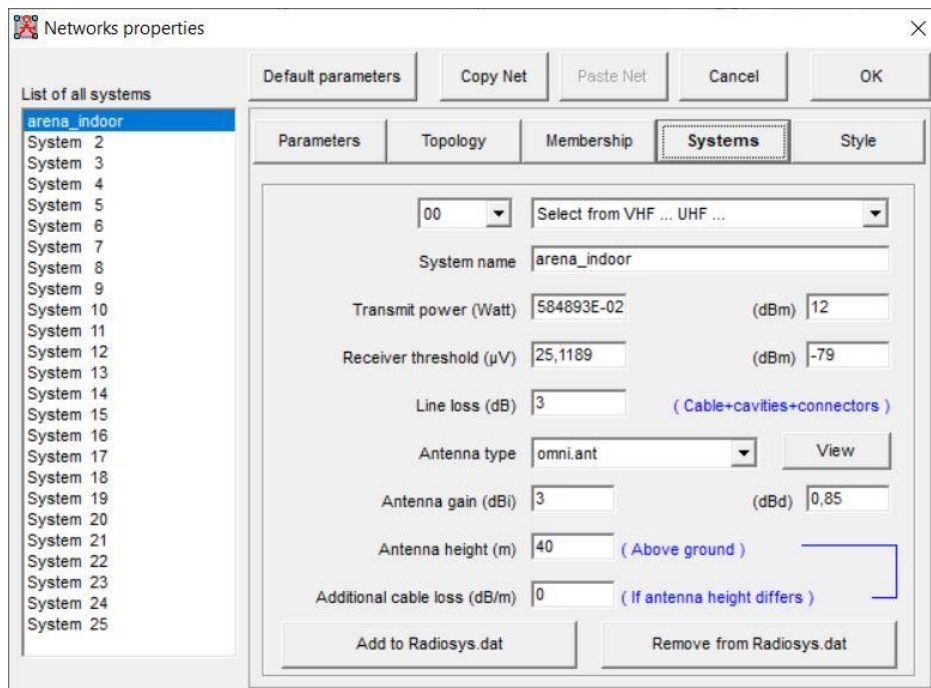 Networks properties
List of all systems
arena_indoor
System 2
System 3
System 4
System 5
System 6
System 7
System 8
System 9
System 10
System 11
System 12
System 13
System 14
System 15
System 16
System 17
System 18
System 19
System 20
System 21
System 22
System 23
System 24
System 25
Default parameters Copy Net Paste Net Cancel OK
Parameters Topology Membership Systems Style
00 Select from VHF ... UHF ...
System name arena_indoor
Transmit power (Watt) 584893E-02 (dBm) 12
Receiver threshold (µV) 25,1189 (dBm) -79
Line loss (dB) 3 ( Cable+cavities+connectors )
Antenna type omni.ant View
Antenna gain (dBi) 3 (dBd) 0,85
Antenna height (m) 40 ( Above ground )
Additional cable loss (dB/m) 0 ( If antenna height differs )
Add to Radiosys.dat Remove from Radiosys.dat